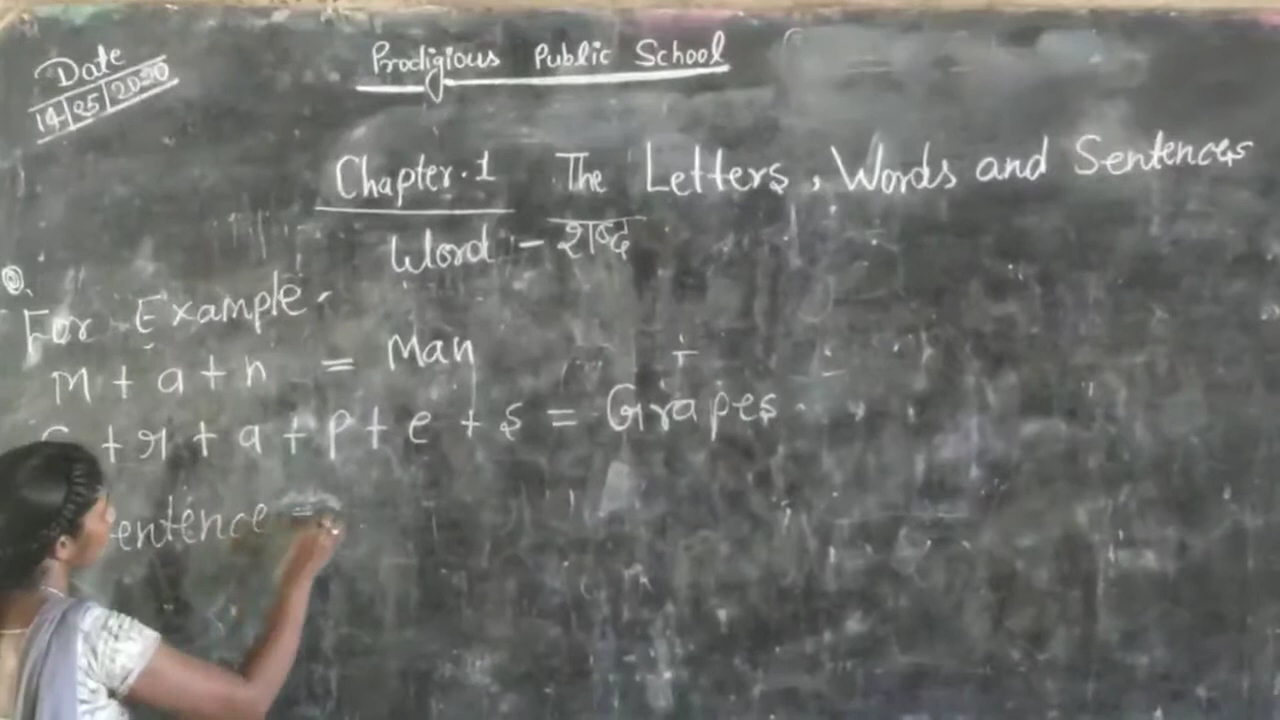 Date
14/25/2020
Prodigious Public School
Chapter.1 The Letters, Words and Sentences
Word - शब्द
For Example.
M + a + n = Man
+ r + a + p + e + s = Grapes.
entence =